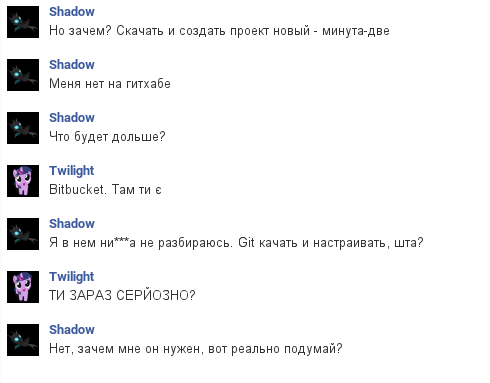 Shadow
Но зачем? Скачать и создать проект новый - минута-две
Shadow
Меня нет на гитхабе
Shadow
Что будет дольше?
Twilight
Bitbucket. Там ти є
Shadow
Я в нем ни***а не разбираюсь. Git качать и настраивать, шта?
Twilight
ТИ ЗАРАЗ СЕРЙОЗНО?
Shadow
Нет, зачем мне он нужен, вот реально подумай?